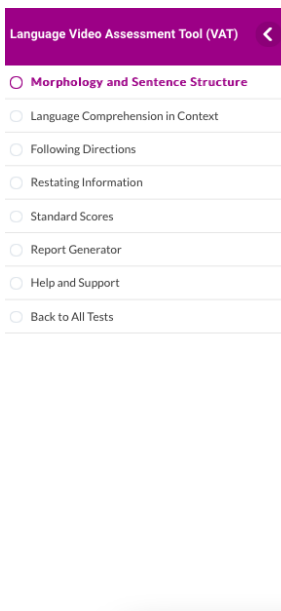 Language Video Assessment Tool (VAT)
Morphology and Sentence Structure
Language Comprehension in Context
Following Directions
Restating Information
Standard Scores
Report Generator
Help and Support
Back to All Tests